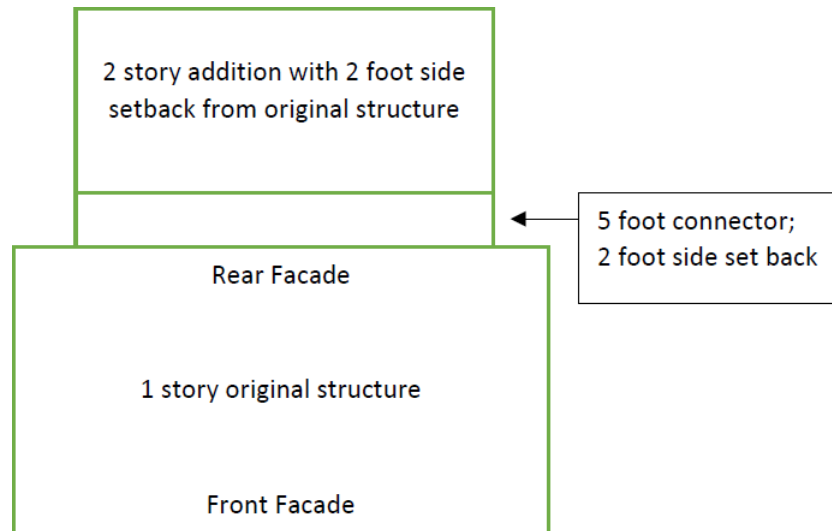 2 story addition with 2 foot side
setback from original structure
5 foot connector;
2 foot side set back
Rear Facade
1 story original structure
Front Facade